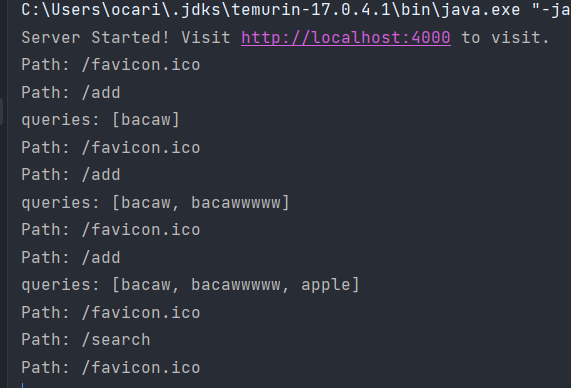 C:\Users\ocari\.jdks\temurin-17.0.4.1\bin\java.exe "-ja
Server Started! Visit http://localhost:4000 to visit.
Path: /favicon.ico
Path: /add
queries: [bacaw]
Path: /favicon.ico
Path: /add
queries: [bacaw, bacawwwww]
Path: /favicon.ico
Path: /add
queries: [bacaw, bacawwwww, apple]
Path: /favicon.ico
Path: /search
Path: /favicon.ico